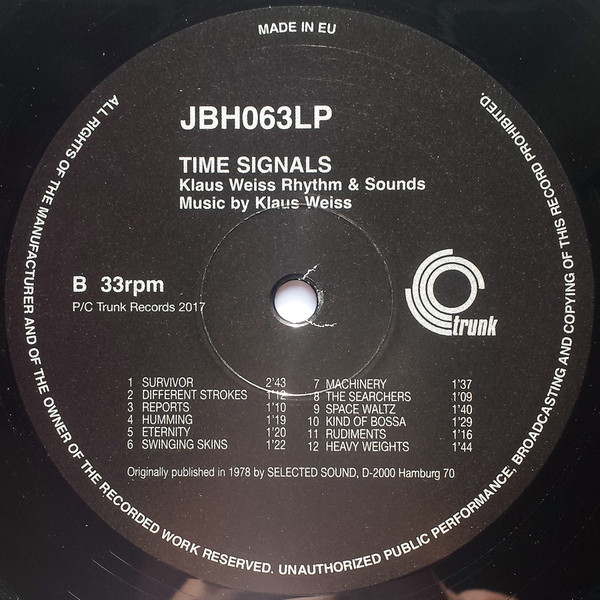 MADE IN EU
JBH063LP
TIME SIGNALS
Klaus Weiss Rhythm & Sounds
Music by Klaus Weiss
B 33rpm
P/C Trunk Records 2017
trunk
1 SURVIVOR 2'43
2 DIFFERENT STROKES 1'12
3 REPORTS 1'10
4 HUMMING 1'19
5 ETERNITY 1'20
6 SWINGING SKINS 1'22
7 MACHINERY 1'37
8 THE SEARCHERS 1'09
9 SPACE WALTZ 1'40
10 KIND OF BOSSA 1'29
11 RUDIMENTS 1'16
12 HEAVY WEIGHTS 1'44
Originally published in 1978 by SELECTED SOUND, D-2000 Hamburg 70
ALL RIGHTS OF THE MANUFACTURER AND OF THE OWNER OF THE RECORDED WORK RESERVED. UNAUTHORIZED PUBLIC PERFORMANCE, BROADCASTING AND COPYING OF THIS RECORD PROHIBITED.